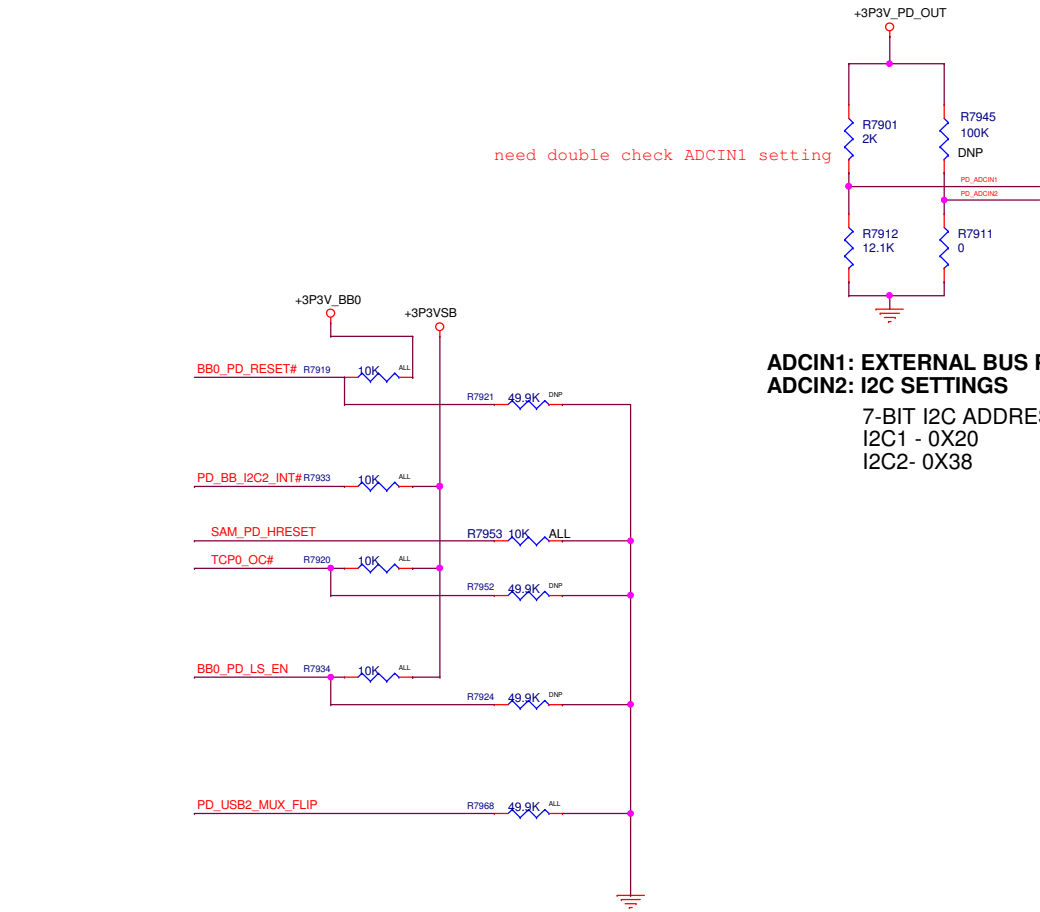 +3P3V_PD_OUT
R7901
2K
R7945
100K
DNP
need double check ADCIN1 setting
PD_ADCIN1
PD_ADCIN2
R7912
12.1K
R7911
0
+3P3V_BB0
+3P3VSB
ADCIN1: EXTERNAL BUS
ADCIN2: I2C SETTINGS
7-BIT I2C
I2C1 - 0X20
I2C2- 0X38
BB0_PD_RESET# R7919 10K ALL
R7921 49.9K DNP
PD_BB_I2C2_INT# R7933 10K ALL
SAM_PD_HRESET R7953 10K ALL
TCP0_OC# R7920 10K ALL
R7952 49.9K DNP
BB0_PD_LS_EN R7934 10K ALL
R7924 49.9K DNP
PD_USB2_MUX_FLIP R7968 49.9K ALL